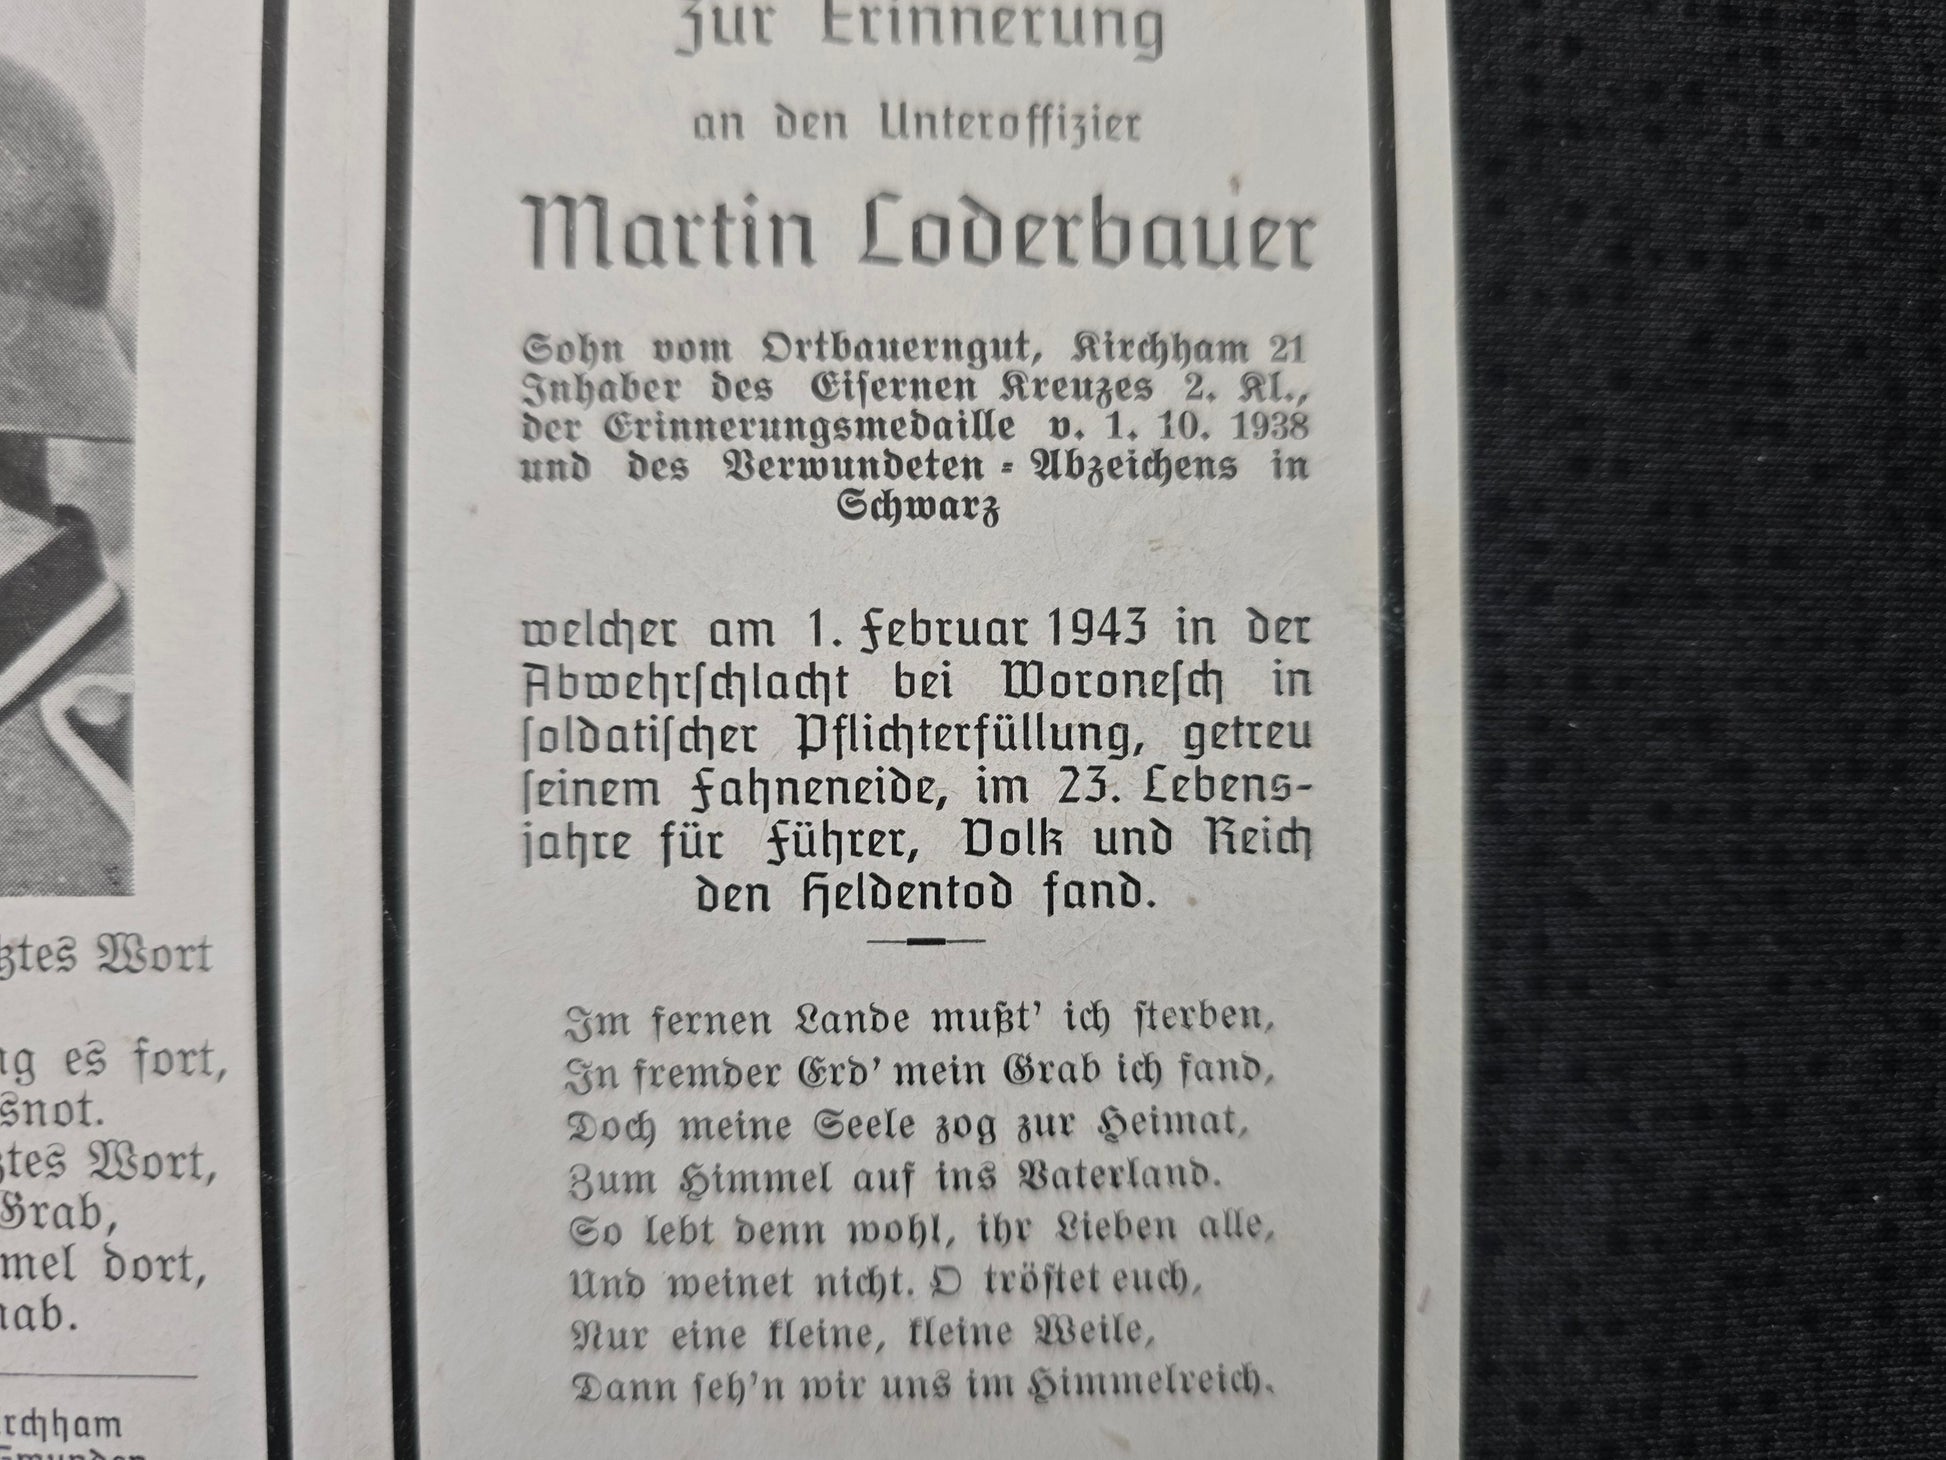 ztes Wort
es fort,
snot.
ztes Wort,
Grab,
mel dort,
ab.
rchham
Gmunden
zur Erinnerung
an den Unteroffizier
Martin Loderbauer
Sohn vom Ortbauerngut, Kirchham 21
Inhaber des Eisernen Kreuzes 2. Kl.,
der Erinnerungsmedaille v. 1. 10. 1938
und des Verwundeten-Abzeichens in
Schwarz
welcher am 1. Februar 1943 in der
Abwehrschlacht bei Woronesch in
soldatischer Pflichterfüllung, getreu
seinem Fahneneide, im 23. Lebens-
jahre für Führer, Volk und Reich
den Heldentod fand.
Im fernen Lande mußt' ich sterben,
In fremder Erd' mein Grab ich fand,
Doch meine Seele zog zur Heimat,
Zum Himmel auf ins Vaterland.
So lebt denn wohl, ihr Lieben alle,
Und weinet nicht. O tröstet euch,
Nur eine kleine, kleine Weile,
Dann seh'n wir uns im Himmelreich.